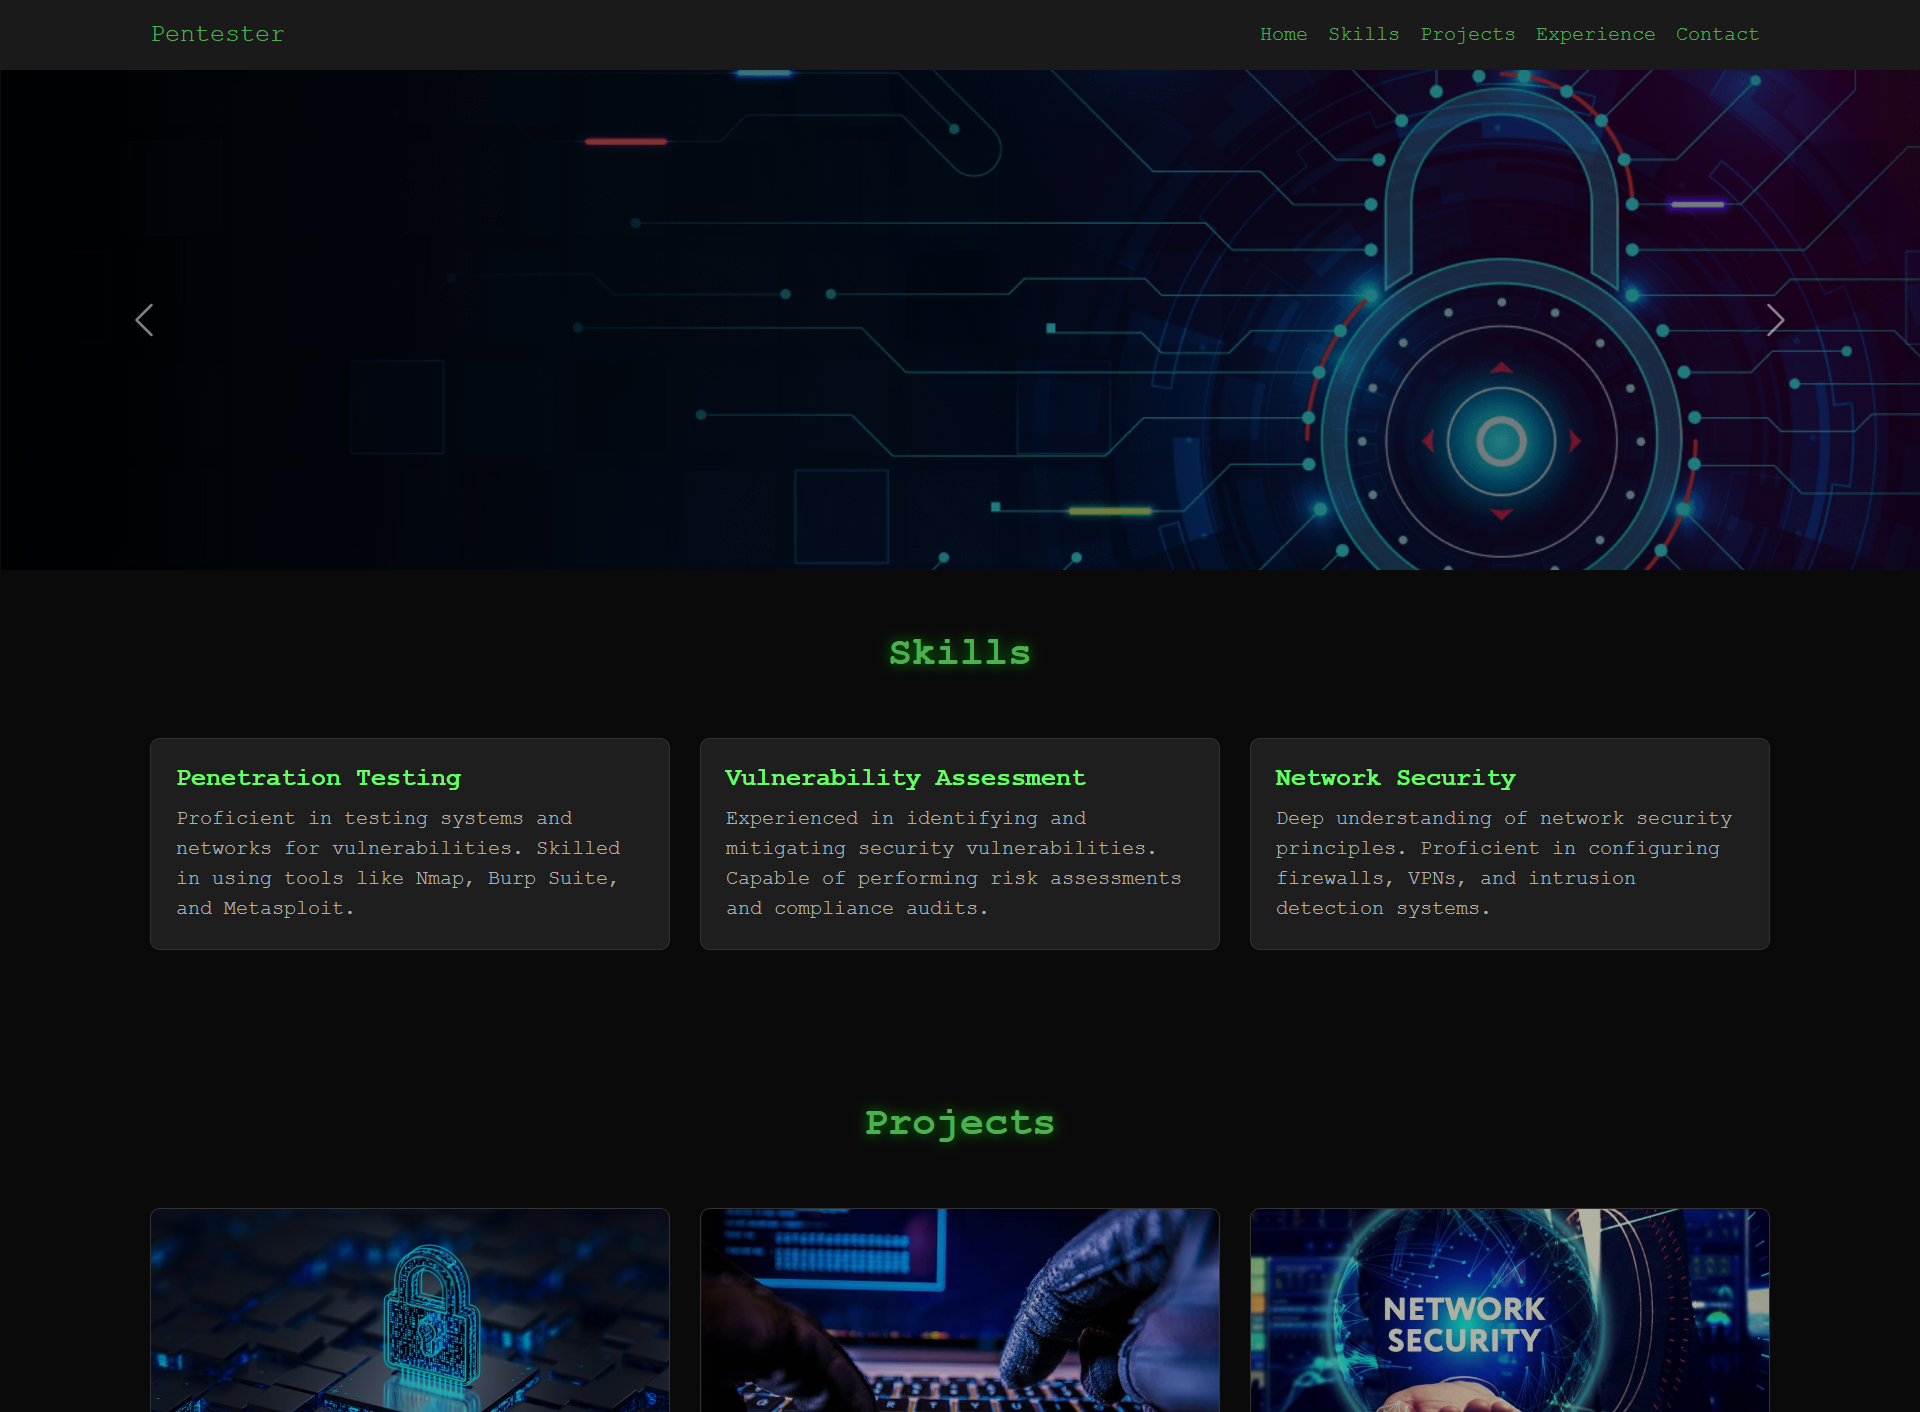 Pentester
Home Skills Projects Experience Contact
Skills
Penetration Testing
Proficient in testing systems and
networks for vulnerabilities. Skilled
in using tools like Nmap, Burp Suite,
and Metasploit.
Vulnerability Assessment
Experienced in identifying and
mitigating security vulnerabilities.
Capable of performing risk assessments
and compliance audits.
Network Security
Deep understanding of network security
principles. Proficient in configuring
firewalls, VPNs, and intrusion
detection systems.
Projects
NETWORK
SECURITY